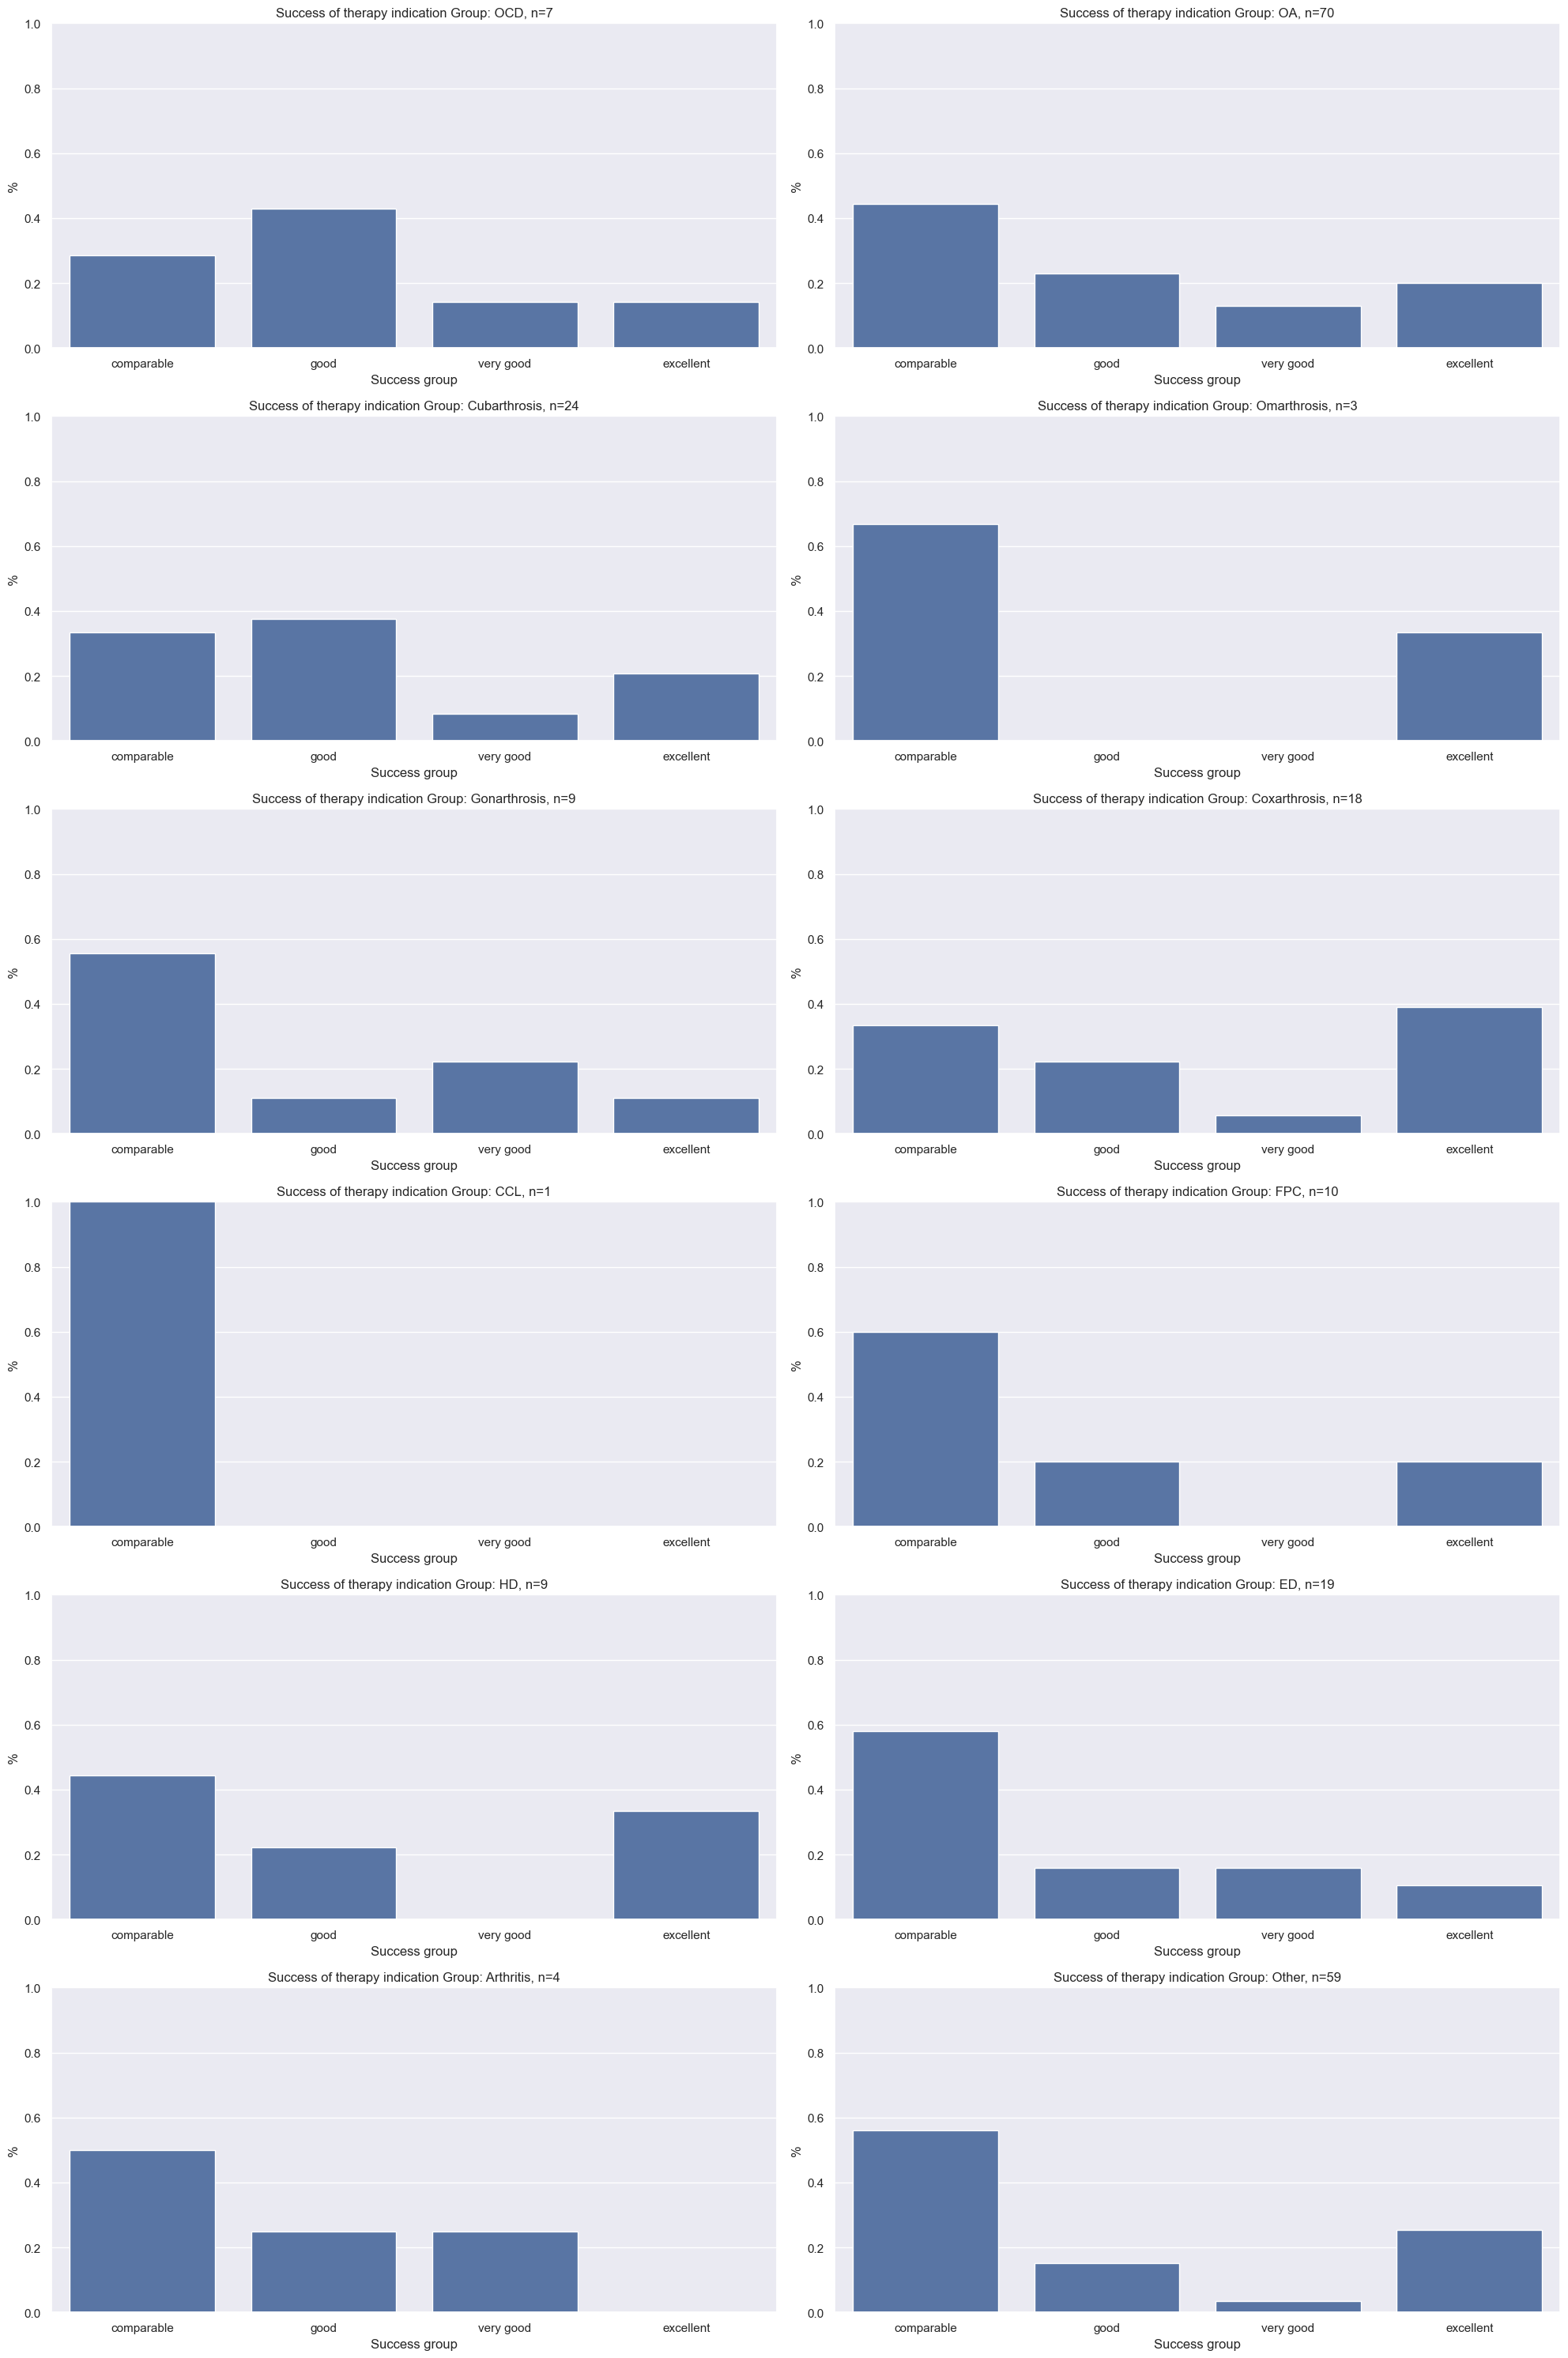 Success of therapy indication Group: OCD, n=7
1.0
0.8
0.6
0.4
0.2
0.0
%
comparable good very good excellent
Success group
Success of therapy indication Group: OA, n=70
1.0
0.8
0.6
0.4
0.2
0.0
%
comparable good very good excellent
Success group
Success of therapy indication Group: Cubarthrosis, n=24
1.0
0.8
0.6
0.4
0.2
0.0
%
comparable good very good excellent
Success group
Success of therapy indication Group: Omarthrosis, n=3
1.0
0.8
0.6
0.4
0.2
0.0
%
comparable good very good excellent
Success group
Success of therapy indication Group: Gonarthrosis, n=9
1.0
0.8
0.6
0.4
0.2
0.0
%
comparable good very good excellent
Success group
Success of therapy indication Group: Coxarthrosis, n=18
1.0
0.8
0.6
0.4
0.2
0.0
%
comparable good very good excellent
Success group
Success of therapy indication Group: CCL, n=1
1.0
0.8
0.6
0.4
0.2
0.0
%
comparable good very good excellent
Success group
Success of therapy indication Group: FPC, n=10
1.0
0.8
0.6
0.4
0.2
0.0
%
comparable good very good excellent
Success group
Success of therapy indication Group: HD, n=9
1.0
0.8
0.6
0.4
0.2
0.0
%
comparable good very good excellent
Success group
Success of therapy indication Group: ED, n=19
1.0
0.8
0.6
0.4
0.2
0.0
%
comparable good very good excellent
Success group
Success of therapy indication Group: Arthritis, n=4
1.0
0.8
0.6
0.4
0.2
0.0
%
comparable good very good excellent
Success group
Success of therapy indication Group: Other, n=59
1.0
0.8
0.6
0.4
0.2
0.0
%
comparable good very good excellent
Success group